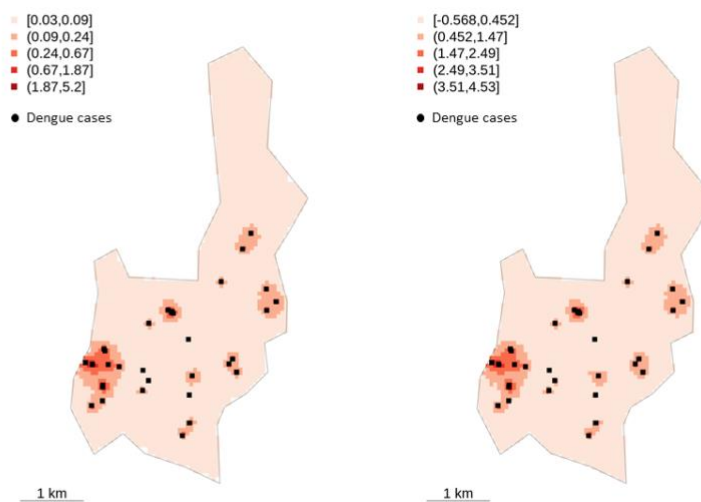 [0.03,0.09]
(0.09,0.24]
(0.24,0.67]
(0.67,1.87]
(1.87,5.2]
Dengue cases
1 km
[-0.568,0.452]
(0.452,1.47]
(1.47,2.49]
(2.49,3.51]
(3.51,4.53]
Dengue cases
1 km